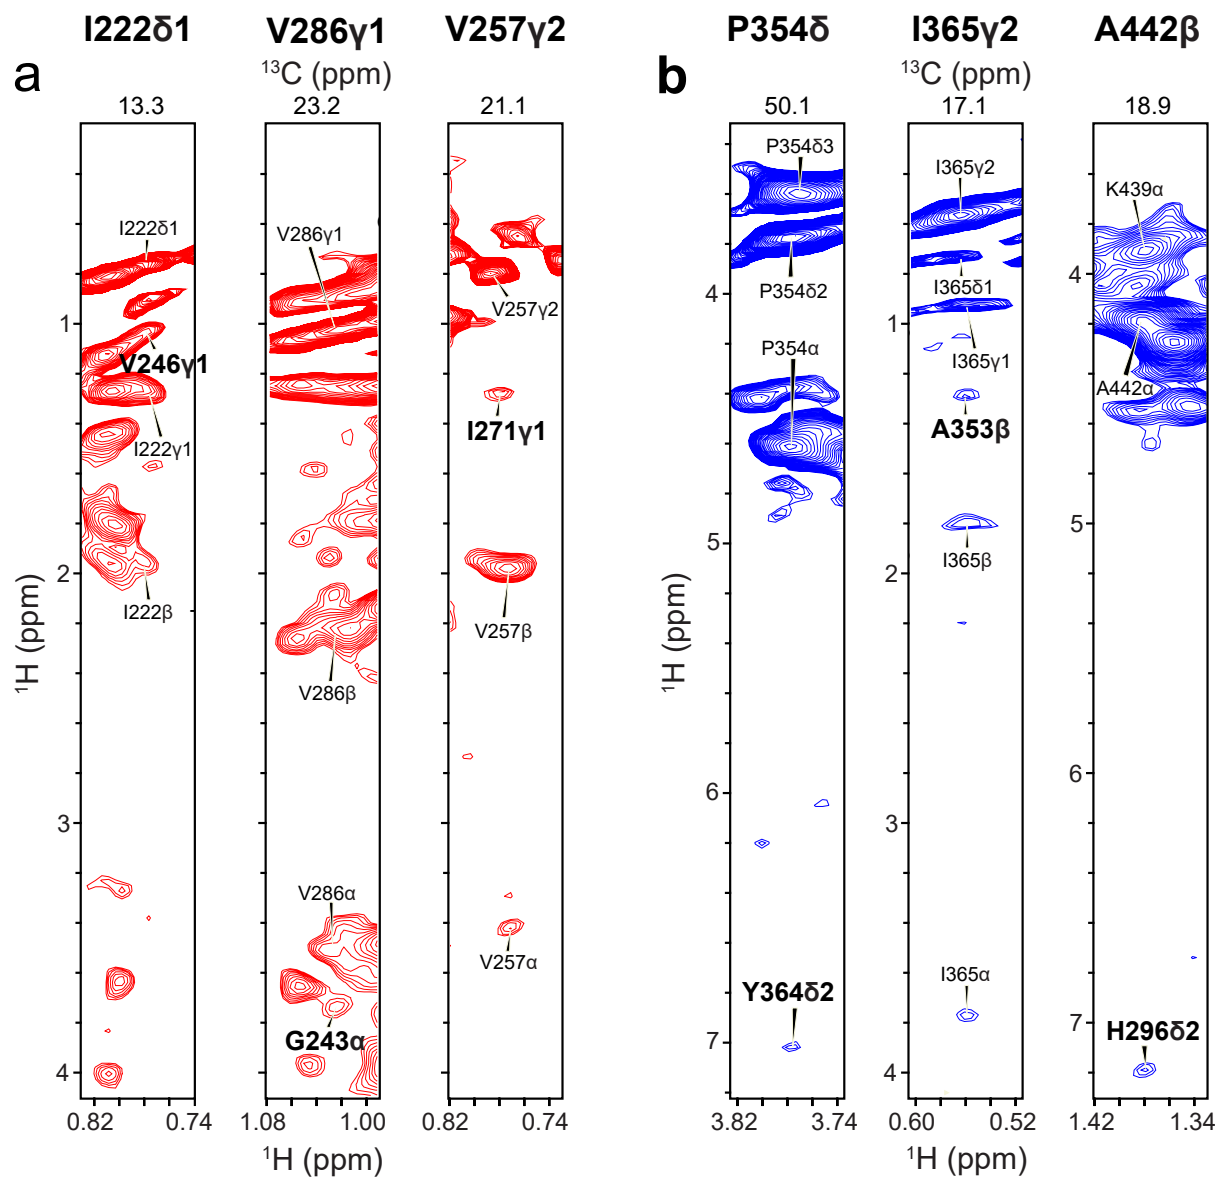 I222δ1 V286γ1 V257γ2 P354δ I365γ2 A442β
a b
¹³C (ppm) ¹³C (ppm)
13.3 23.2 21.1 50.1 17.1 18.9
P354δ3
I365γ2
K439α
I222δ1
V286γ1
4
P354δ2
I365δ1
V257γ2
1
4
V246γ1
P354α
I365γ1
A442α
I271γ1
A353β
I222γ1
5
5
I365β
2
2
I222β
V257β
¹H (ppm)
¹H (ppm)
V286β
6
6
3
3
V286α
V257α
I365α
Y364δ2
7
H296δ2
7
G243α
4
4
0.82 0.74 1.08 1.00 0.82 0.74 3.82 3.74 0.60 0.52 1.42 1.34
¹H (ppm) ¹H (ppm)